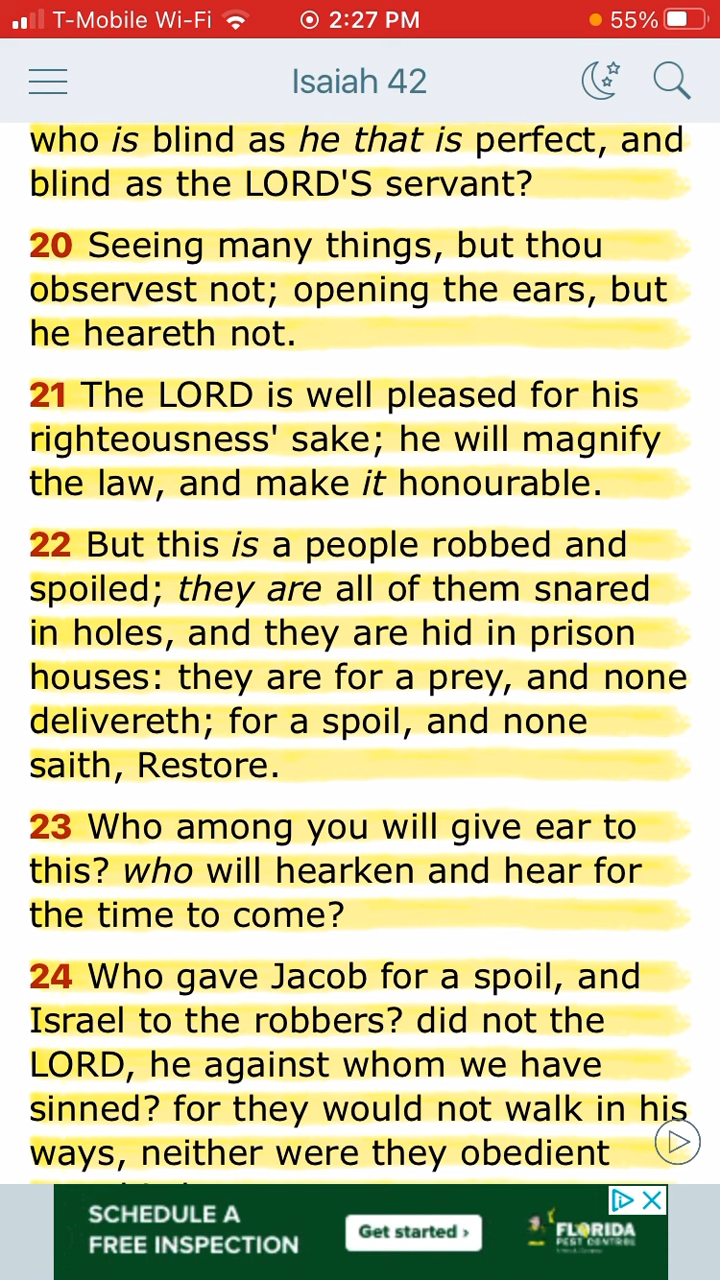 T-Mobile Wi-Fi 2:27 PM 55%
Isaiah 42
who is blind as he that is perfect, and
blind as the LORD'S servant?
20 Seeing many things, but thou
observest not; opening the ears, but
he heareth not.
21 The LORD is well pleased for his
righteousness' sake; he will magnify
the law, and make it honourable.
22 But this is a people robbed and
spoiled; they are all of them snared
in holes, and they are hid in prison
houses: they are for a prey, and none
delivereth; for a spoil, and none
saith, Restore.
23 Who among you will give ear to
this? who will hearken and hear for
the time to come?
24 Who gave Jacob for a spoil, and
Israel to the robbers? did not the
LORD, he against whom we have
sinned? for they would not walk in his
ways, neither were they obedient
SCHEDULE A
FREE INSPECTION
Get started ›
FLORIDA
PEST CONTROL